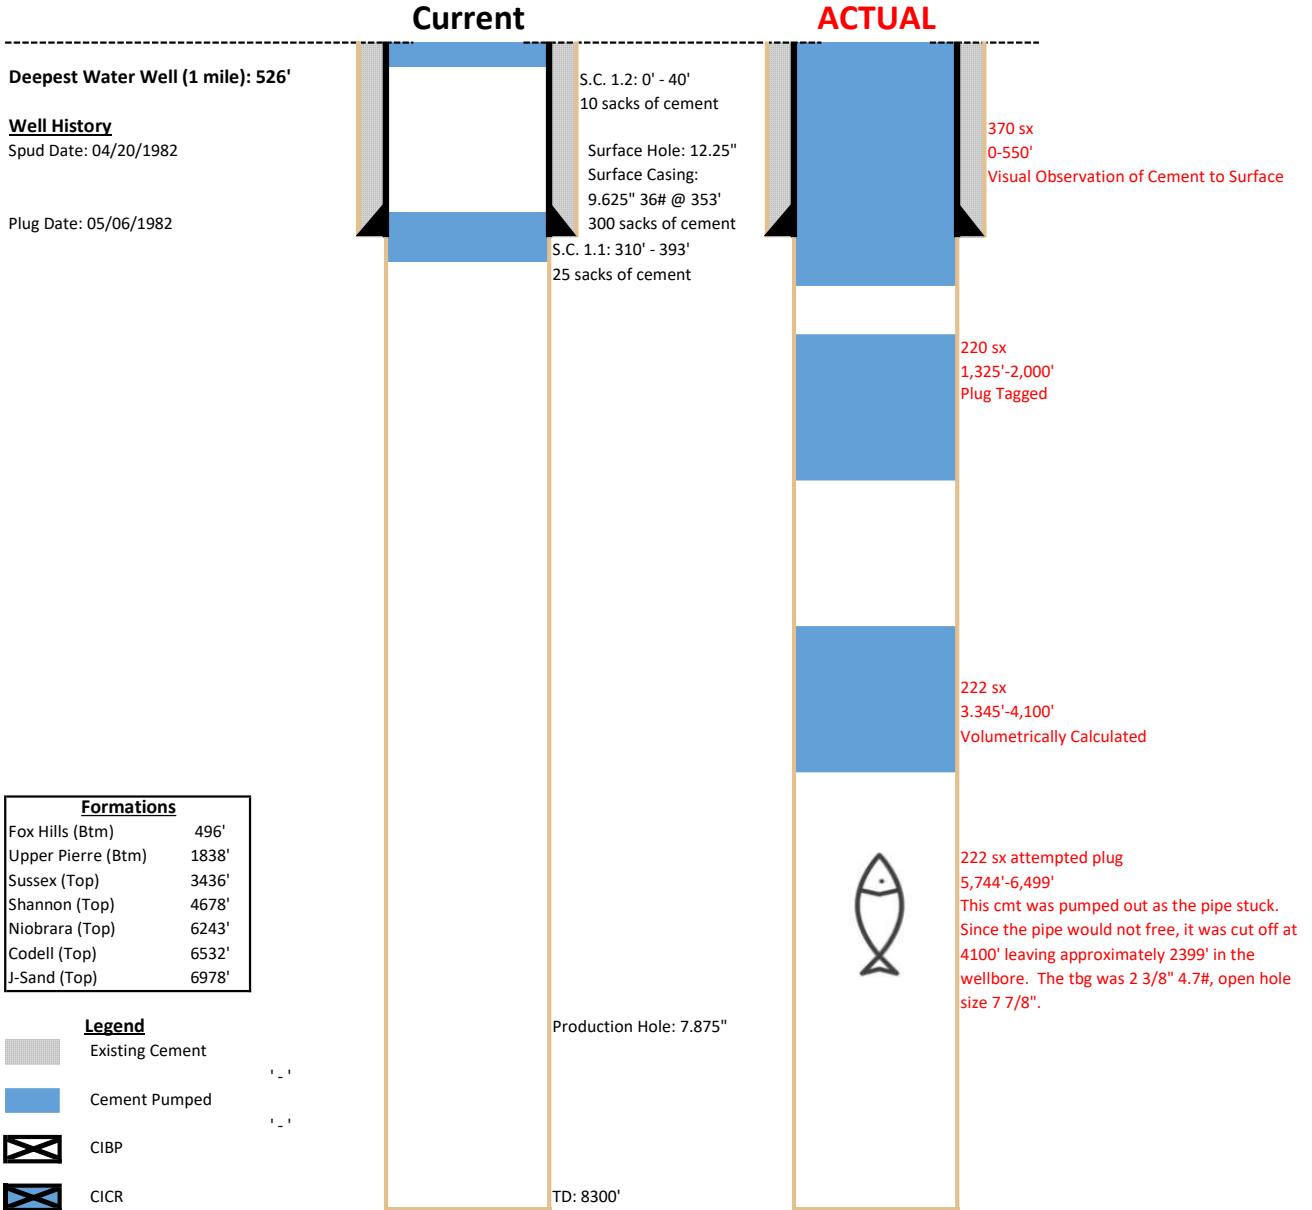 Current
ACTUAL
Deepest Water Well (1 mile): 526'
Well History
Spud Date: 04/20/1982
Plug Date: 05/06/1982
S.C. 1.2: 0' - 40'
10 sacks of cement
Surface Hole: 12.25"
Surface Casing:
9.625" 36# @ 353'
300 sacks of cement
S.C. 1.1: 310' - 393'
25 sacks of cement
370 sx
0-550'
Visual Observation of Cement to Surface
220 sx
1,325'-2,000'
Plug Tagged
222 sx
3.345'-4,100'
Volumetrically Calculated
222 sx attempted plug
5,744'-6,499'
This cmt was pumped out as the pipe stuck.
Since the pipe would not free, it was cut off at
4100' leaving approximately 2399' in the
wellbore.  The tbg was 2 3/8" 4.7#, open hole
size 7 7/8".
Formations
Fox Hills (Btm) 496'
Upper Pierre (Btm) 1838'
Sussex (Top) 3436'
Shannon (Top) 4678'
Niobrara (Top) 6243'
Codell (Top) 6532'
J-Sand (Top) 6978'
Legend
Existing Cement
' - '
Cement Pumped
' - '
CIBP
CICR
Production Hole: 7.875"
TD: 8300'